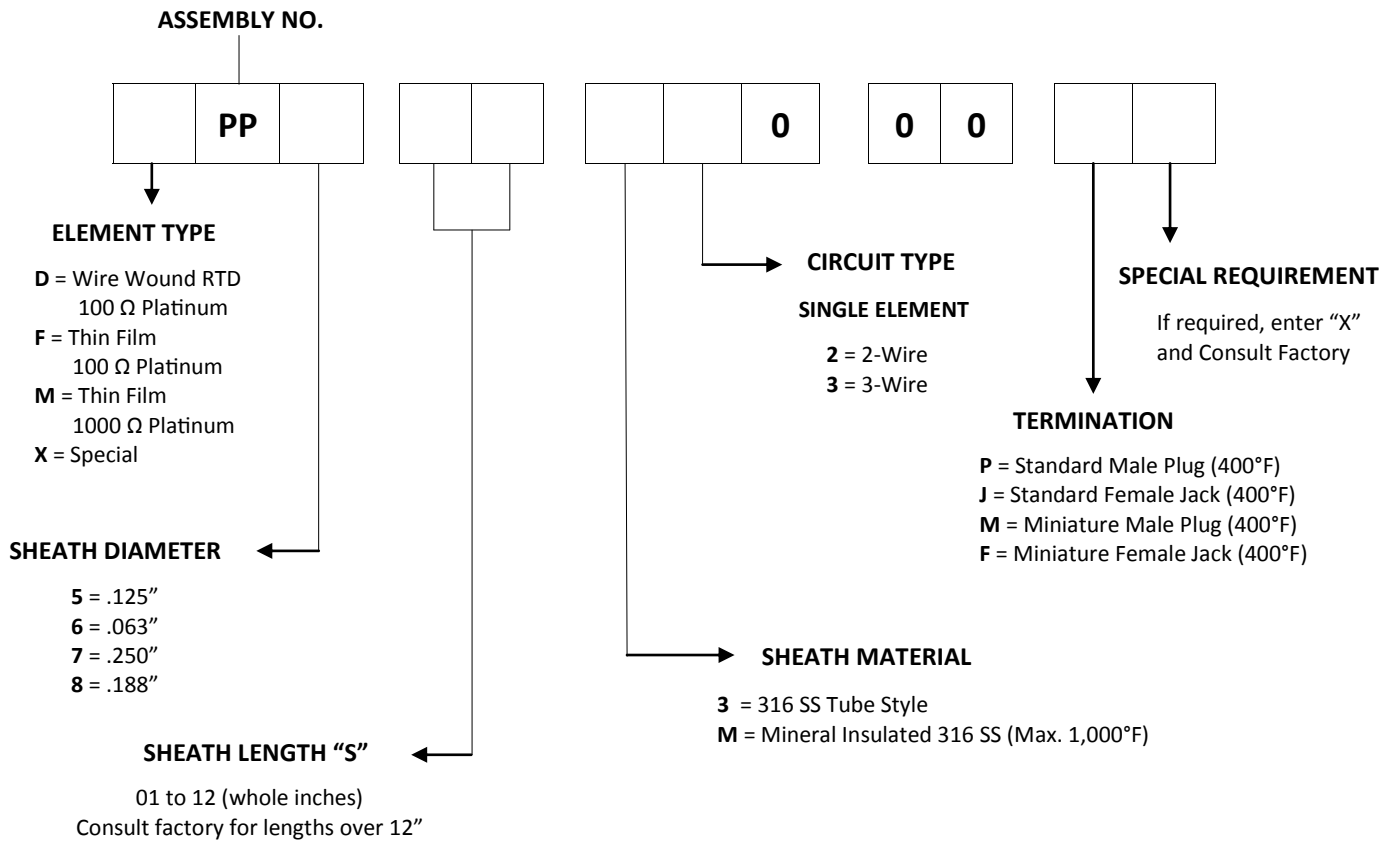 ASSEMBLY NO.
PP 0 0 0
ELEMENT TYPE
D = Wire Wound RTD
100 Ω Platinum
F = Thin Film
100 Ω Platinum
M = Thin Film
1000 Ω Platinum
X = Special
SHEATH DIAMETER
5 = .125”
6 = .063”
7 = .250”
8 = .188”
SHEATH LENGTH “S”
01 to 12 (whole inches)
Consult factory for lengths over 12”
CIRCUIT TYPE
SINGLE ELEMENT
2 = 2-Wire
3 = 3-Wire
SPECIAL REQUIREMENT
If required, enter “X”
and Consult Factory
TERMINATION
P = Standard Male Plug (400°F)
J = Standard Female Jack (400°F)
M = Miniature Male Plug (400°F)
F = Miniature Female Jack (400°F)
SHEATH MATERIAL
3 = 316 SS Tube Style
M = Mineral Insulated 316 SS (Max. 1,000°F)